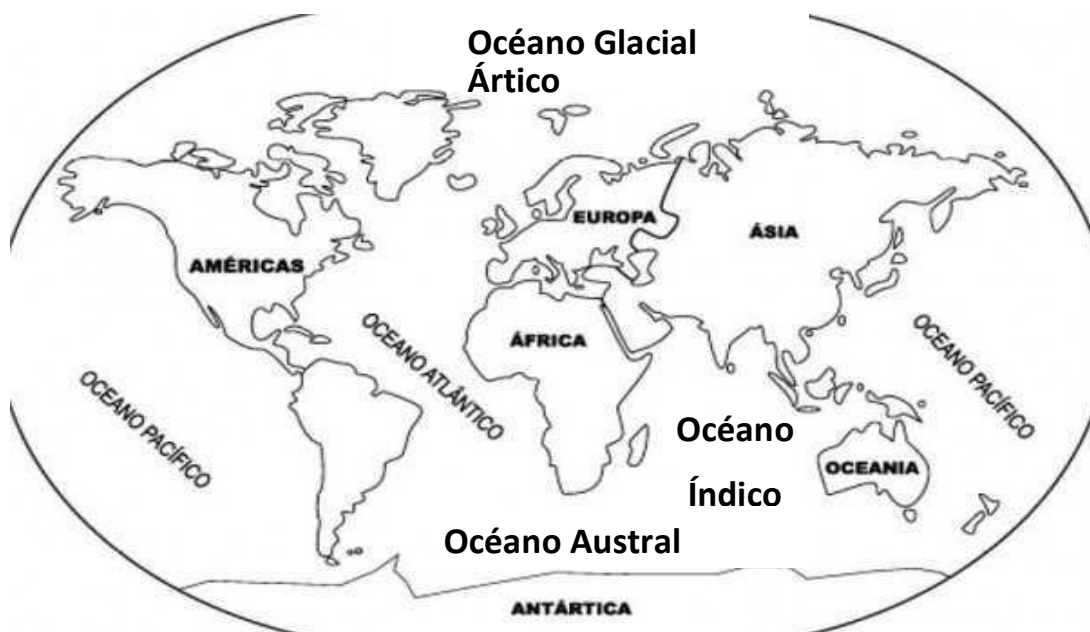 Océano Glacial
Ártico
EUROPA
ÁSIA
AMÉRICAS
OCEANO ATLÂNTICO
ÁFRICA
OCEANO PACÍFICO
OCEANO PACÍFICO
Océano
Índico
OCEANIA
Océano Austral
ANTÁRTICA